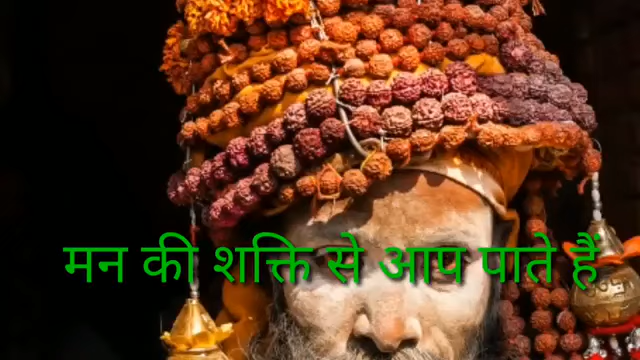 मन की शक्ति से आप पाते हैं